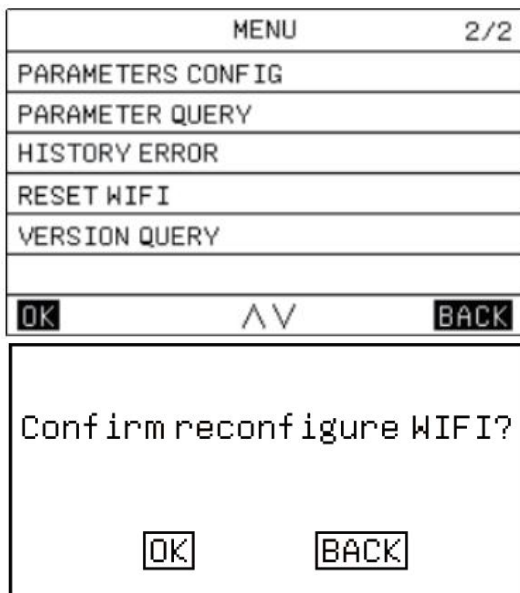 MENU 2/2
PARAMETERS CONFIG
PARAMETER QUERY
HISTORY ERROR
RESET WIFI
VERSION QUERY
OK ∧∨ BACK
Confirm reconfigure WIFI?
OK BACK